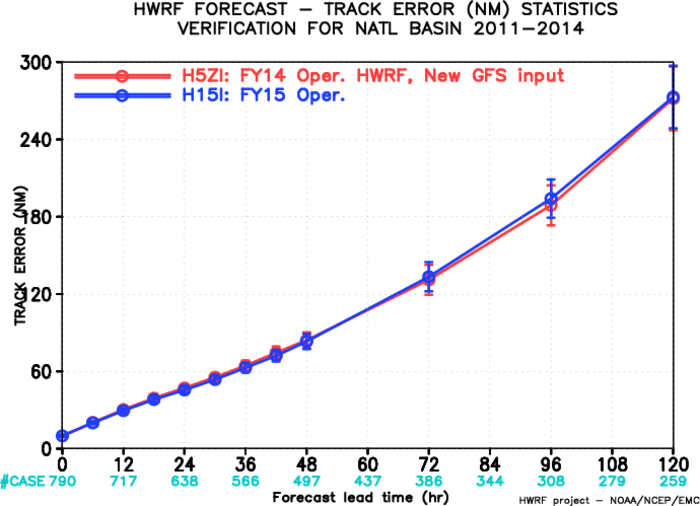 HWRF FORECAST – TRACK ERROR (NM) STATISTICS
VERIFICATION FOR NATL BASIN 2011–2014
H5ZI: FY14 Oper. HWRF, New GFS input
H15I: FY15 Oper.
TRACK ERROR (NM)
300
240
180
120
60
0
0 12 24 36 48 60 72 84 96 108 120
#CASE 790 717 638 566 497 437 386 344 308 279 259
Forecast lead time (hr)
HWRF project – NOAA/NCEP/EMC